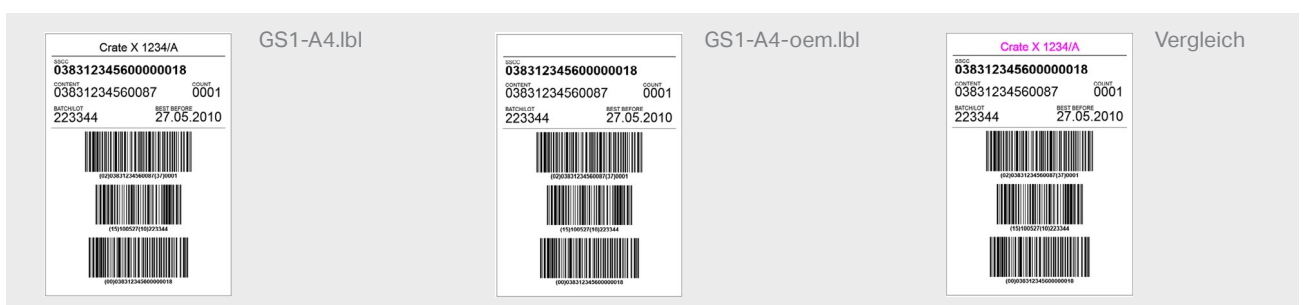 Crate X 1234/A
SSCC
038312345600000018
CONTENT COUNT
03831234560087 0001
BATCH/LOT BEST BEFORE
223344 27.05.2010
(02)03831234560087(37)0001
(15)100527(10)223344
(00)038312345600000018
GS1-A4.lbl
SSCC
038312345600000018
CONTENT COUNT
03831234560087 0001
BATCH/LOT BEST BEFORE
223344 27.05.2010
(02)03831234560087(37)0001
(15)100527(10)223344
(00)038312345600000018
GS1-A4-oem.lbl
Crate X 1234/A
SSCC
038312345600000018
CONTENT COUNT
03831234560087 0001
BATCH/LOT BEST BEFORE
223344 27.05.2010
(02)03831234560087(37)0001
(15)100527(10)223344
(00)038312345600000018
Vergleich